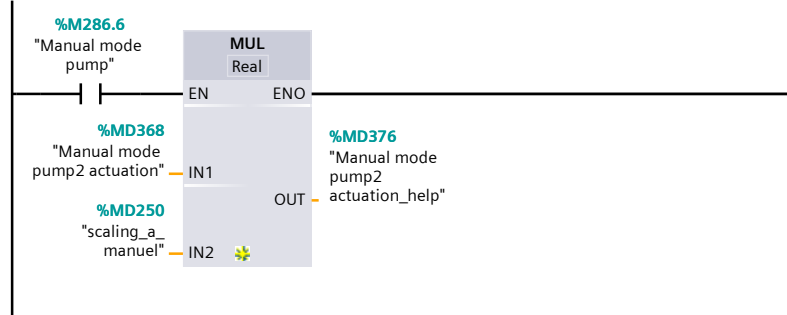 %M286.6
"Manual mode
pump"
MUL
Real
EN
ENO
%MD368
"Manual mode
pump2 actuation"
IN1
%MD376
"Manual mode
pump2
actuation_help"
OUT
%MD250
"scaling_a_
manuel"
IN2